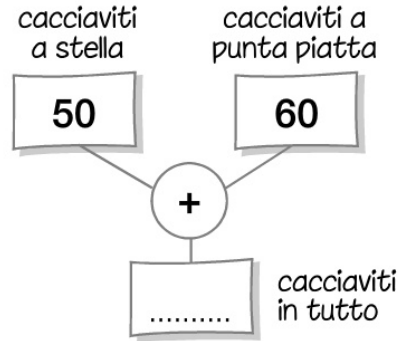 cacciaviti
a stella
cacciaviti a
punta piatta
50
60
+
..........
cacciaviti
in tutto